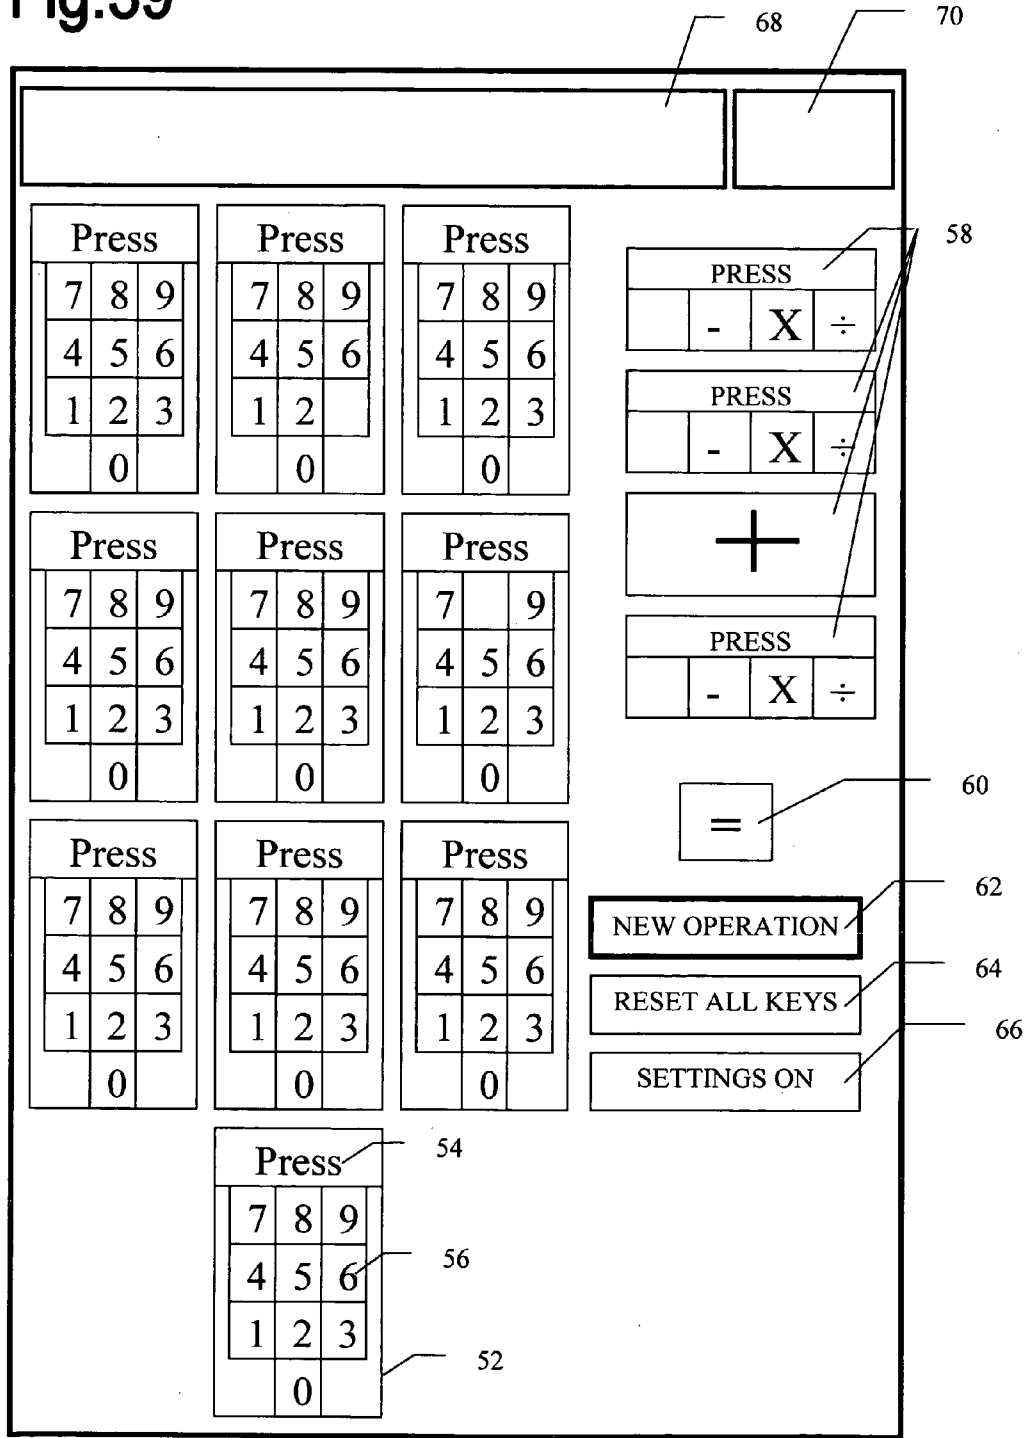 Fig.39
68
70
Press Press Press
7 8 9 7 8 9 7 8 9
4 5 6 4 5 6 4 5 6
1 2 3 1 2 1 2 3
0 0 0
PRESS
- X ÷
PRESS
- X ÷
+
PRESS
- X ÷
58
Press Press Press
7 8 9 7 8 9 7 9
4 5 6 4 5 6 4 5 6
1 2 3 1 2 3 1 2 3
0 0 0
=
60
Press Press Press
7 8 9 7 8 9 7 8 9
4 5 6 4 5 6 4 5 6
1 2 3 1 2 3 1 2 3
0 0 0
NEW OPERATION
62
RESET ALL KEYS
64
SETTINGS ON
66
Press
54
7 8 9
4 5 6
56
1 2 3
52
0